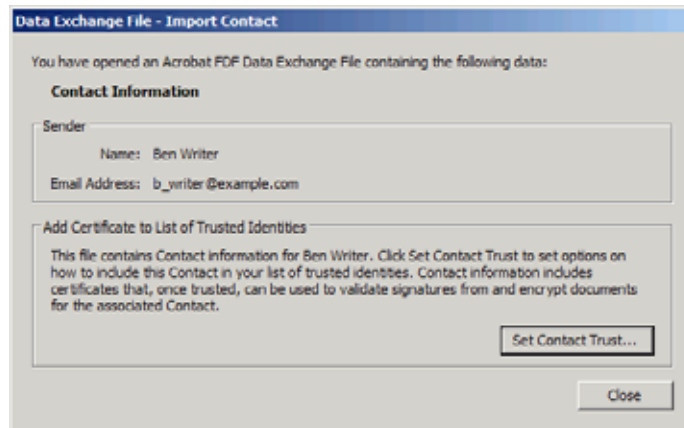 Data Exchange File - Import Contact
You have opened an Acrobat FDF Data Exchange File containing the following data:
Contact Information
Sender
Name: Ben Writer
Email Address: b_writer@example.com
Add Certificate to List of Trusted Identities
This file contains Contact information for Ben Writer. Click Set Contact Trust to set options on
how to include this Contact in your list of trusted identities. Contact information includes
certificates that, once trusted, can be used to validate signatures from and encrypt documents
for the associated Contact.
Set Contact Trust...
Close